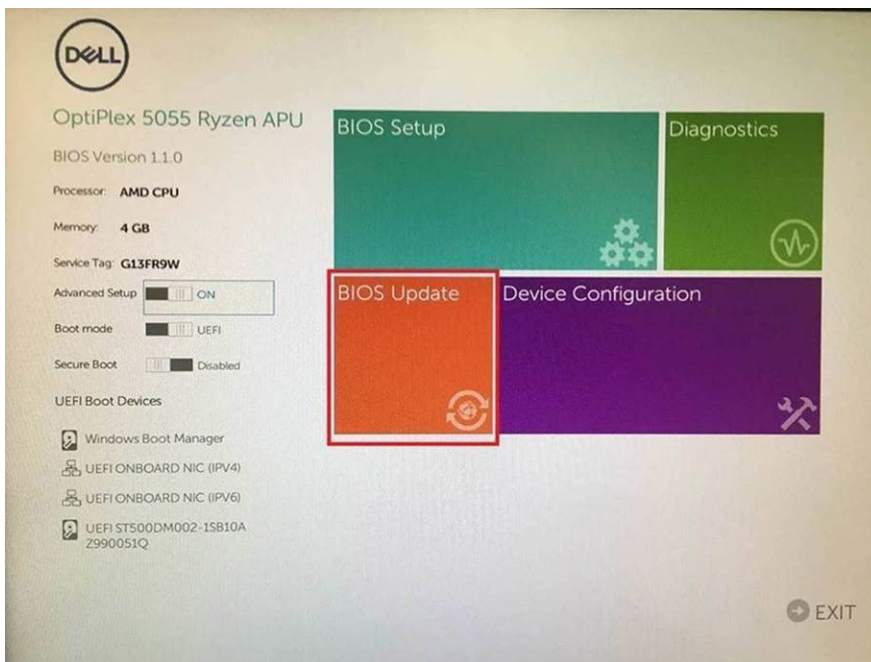 DELL
OptiPlex 5055 Ryzen APU
BIOS Version 1.1.0
Processor: AMD CPU
Memory: 4 GB
Service Tag: G13FR9W
Advanced Setup ON
Boot mode UEFI
Secure Boot Disabled
UEFI Boot Devices
Windows Boot Manager
UEFI ONBOARD NIC (IPV4)
UEFI ONBOARD NIC (IPV6)
UEFI ST500DM002-1SB10A
Z990051Q
BIOS Setup
Diagnostics
BIOS Update
Device Configuration
EXIT